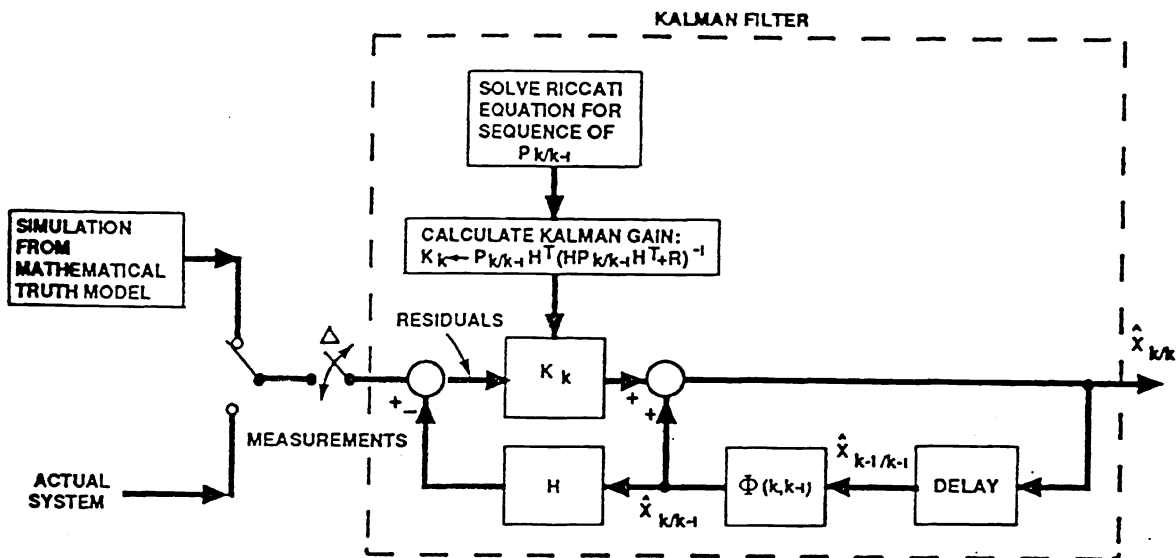 KALMAN FILTER
SOLVE RICCATI
EQUATION FOR
SEQUENCE OF
P k/k-1
SIMULATION
FROM
MATHEMATICAL
TRUTH MODEL
CALCULATE KALMAN GAIN:
K k ← P k/k-1 H^T (HP k/k-1 H^T+R)^-1
RESIDUALS
Δ
K k
x̂ k/k
+ -
+
+
MEASUREMENTS
ACTUAL
SYSTEM
H
x̂ k/k-1
Φ(k,k-1)
x̂ k-1/k-1
DELAY